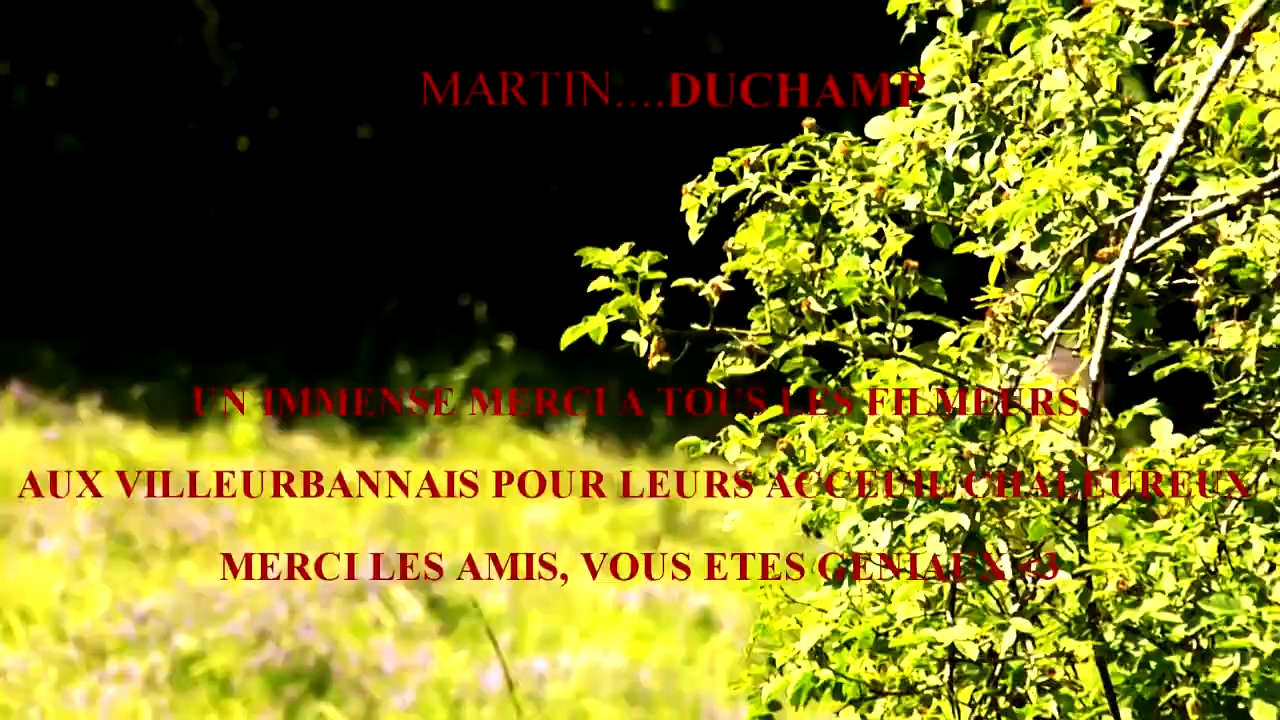 MARTIN....DUCHAMP
UN IMMENSE MERCI A TOUS LES FILMEURS,
AUX VILLEURBANNAIS POUR LEURS ACCEUIL CHALEUREUX
MERCI LES AMIS, VOUS ETES GENIAUX <3